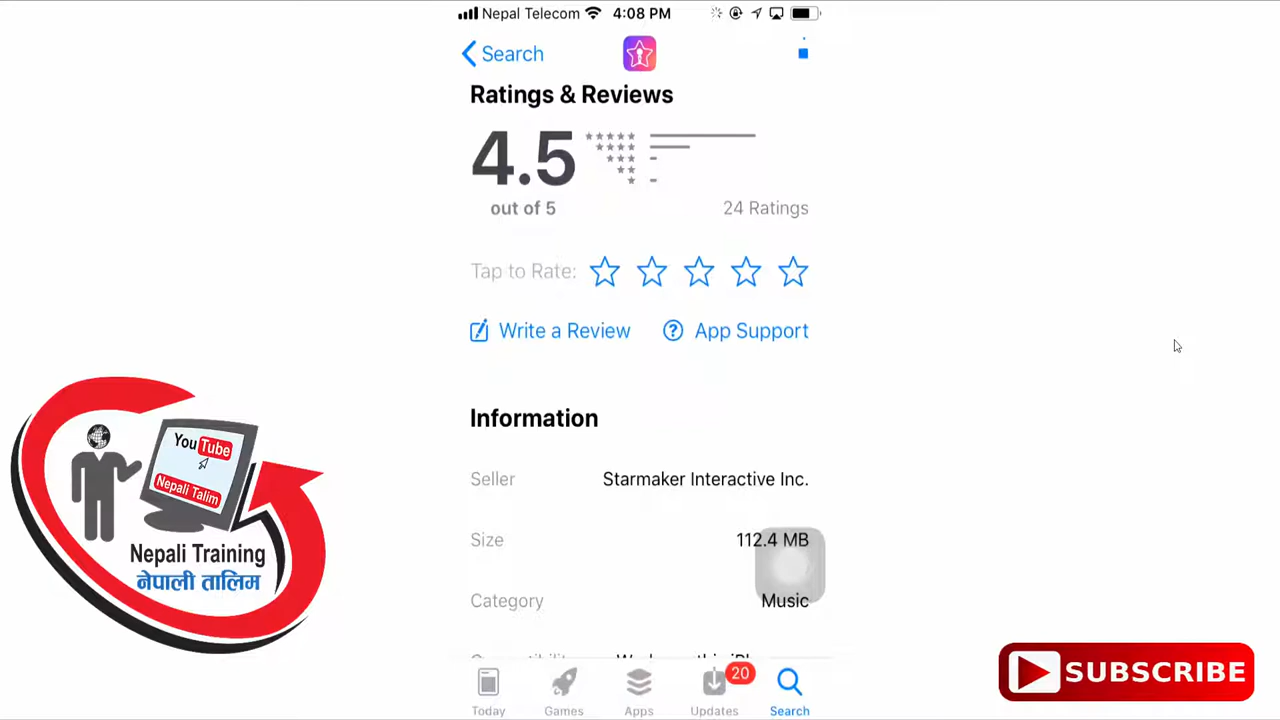 Nepal Telecom 4:08 PM
Search
Ratings & Reviews
4.5
out of 5
24 Ratings
Tap to Rate:
Write a Review
App Support
Information
Seller Starmaker Interactive Inc.
Size 112.4 MB
Category Music
Today
Games
Apps
20
Updates
Search
You Tube
Nepali Talim
Nepali Training
नेपाली तालिम
SUBSCRIBE